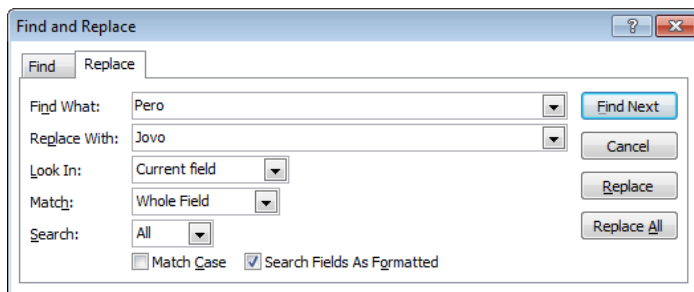 Find and Replace
Find Replace
Find What: Pero Find Next
Replace With: Jovo Cancel
Look In: Current field
Match: Whole Field Replace
Search: All Replace All
Match Case Search Fields As Formatted